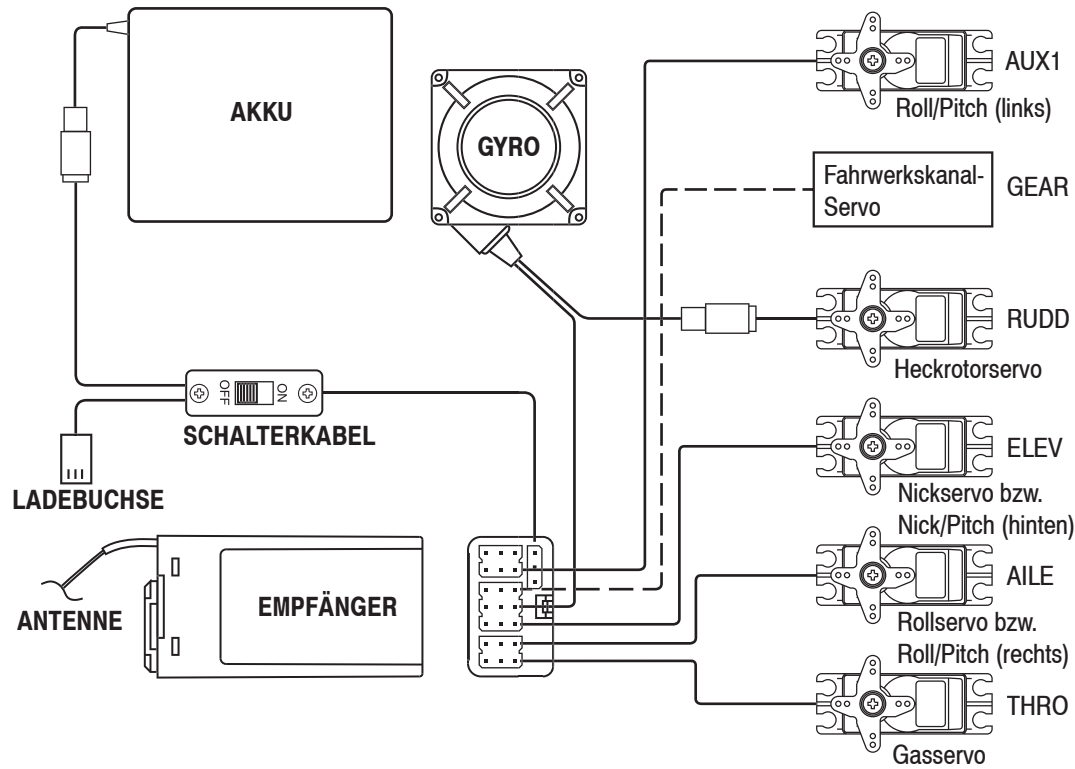 AKKU
GYRO
AUX1
Roll/Pitch (links)
Fahrwerkskanal-
Servo
GEAR
RUDD
Heckrotorservo
OFF
ON
SCHALTERKABEL
LADEBUCHSE
ELEV
Nickservo bzw.
Nick/Pitch (hinten)
ANTENNE
EMPFÄNGER
AILE
Rollservo bzw.
Roll/Pitch (rechts)
THRO
Gasservo